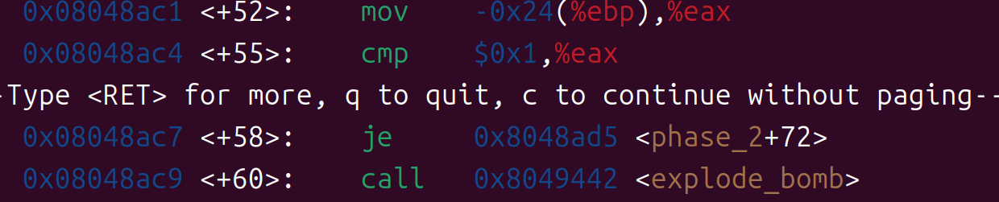 0x08048ac1 <+52>: mov -0x24(%ebp),%eax
0x08048ac4 <+55>: cmp $0x1,%eax
-Type <RET> for more, q to quit, c to continue without paging--
0x08048ac7 <+58>: je 0x8048ad5 <phase_2+72>
0x08048ac9 <+60>: call 0x8049442 <explode_bomb>